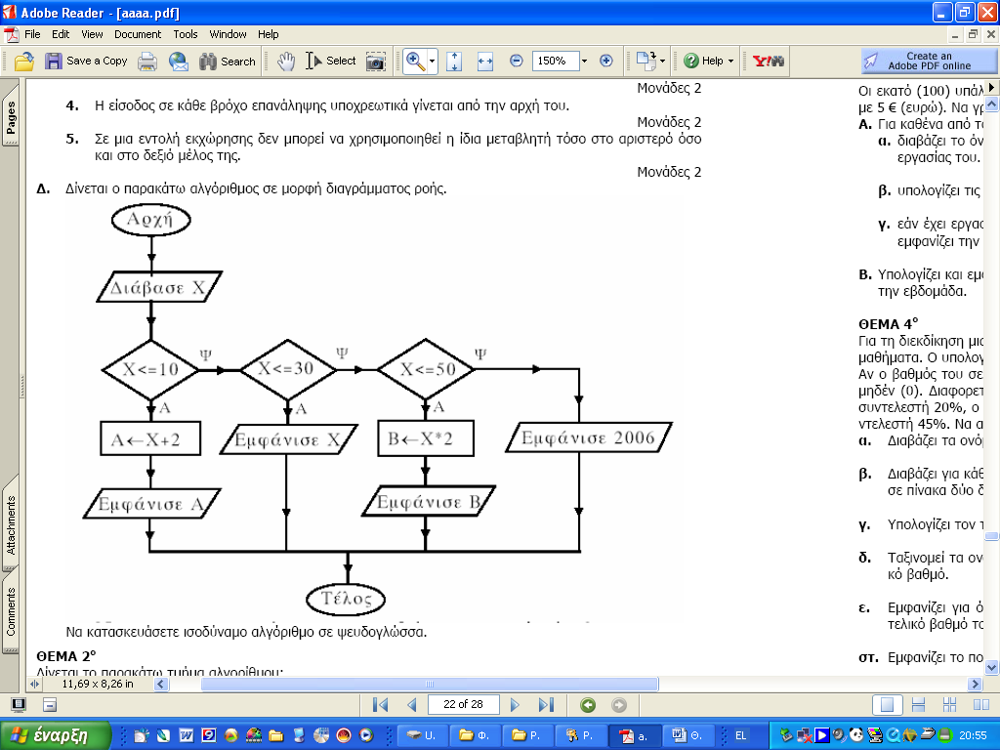 Adobe Reader - [aaaa.pdf]
File Edit View Document Tools Window Help
Save a Copy Search Select 150% Help Y! Create an
Adobe PDF online
Pages
Attachments
Comments
Μονάδες 2
4. Η είσοδος σε κάθε βρόχο επανάληψης υποχρεωτικά γίνεται από την αρχή του.
Μονάδες 2
5. Σε μια εντολή εκχώρησης δεν μπορεί να χρησιμοποιηθεί η ίδια μεταβλητή τόσο στο αριστερό όσο
και στο δεξιό μέλος της.
Μονάδες 2
Δ. Δίνεται ο παρακάτω αλγόριθμος σε μορφή διαγράμματος ροής.
Αρχή
Διάβασε Χ
Χ<=10 Ψ Χ<=30 Ψ Χ<=50 Ψ
Α Α Α
Α←Χ+2 Εμφάνισε Χ Β←Χ*2 Εμφάνισε 2006
Εμφάνισε Α Εμφάνισε Β
Τέλος
Να κατασκευάσετε ισοδύναμο αλγόριθμο σε ψευδογλώσσα.
ΘΕΜΑ 2ο
Δίνεται το παρακάτω τμήμα αλγορίθμου:
Οι εκατό (100) υπάλ
με 5 € (ευρώ). Να γρ
Α. Για καθένα από το
α. διαβάζει το όν
εργασίας του.
β. υπολογίζει τις
γ. εάν έχει εργασ
εμφανίζει την
Β. Υπολογίζει και εμ
την εβδομάδα.
ΘΕΜΑ 4ο
Για τη διεκδίκηση μια
μαθήματα. Ο υπολογ
Αν ο βαθμός του σε
μηδέν (0). Διαφορετ
συντελεστή 20%, ο
ντελεστή 45%. Να α
α. Διαβάζει τα ονό
β. Διαβάζει για κάθ
σε πίνακα δύο δ
γ. Υπολογίζει τον τ
δ. Ταξινομεί τα ον
κό βαθμό.
ε. Εμφανίζει για ό
τελικό βαθμό το
στ. Εμφανίζει το πο
11,69 x 8,26 in
22 of 28
έναρξη U. Φ. P. P. a. Θ. EL 20:55